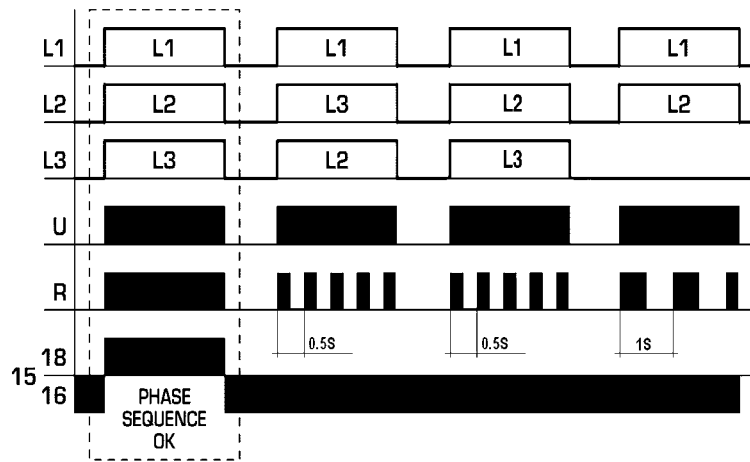 L1 L1 L1 L1 L1
L2 L2 L3 L2 L2
L3 L3 L2 L3
U
R
0.5S 0.5S 1S
18
15
16
PHASE
SEQUENCE
OK